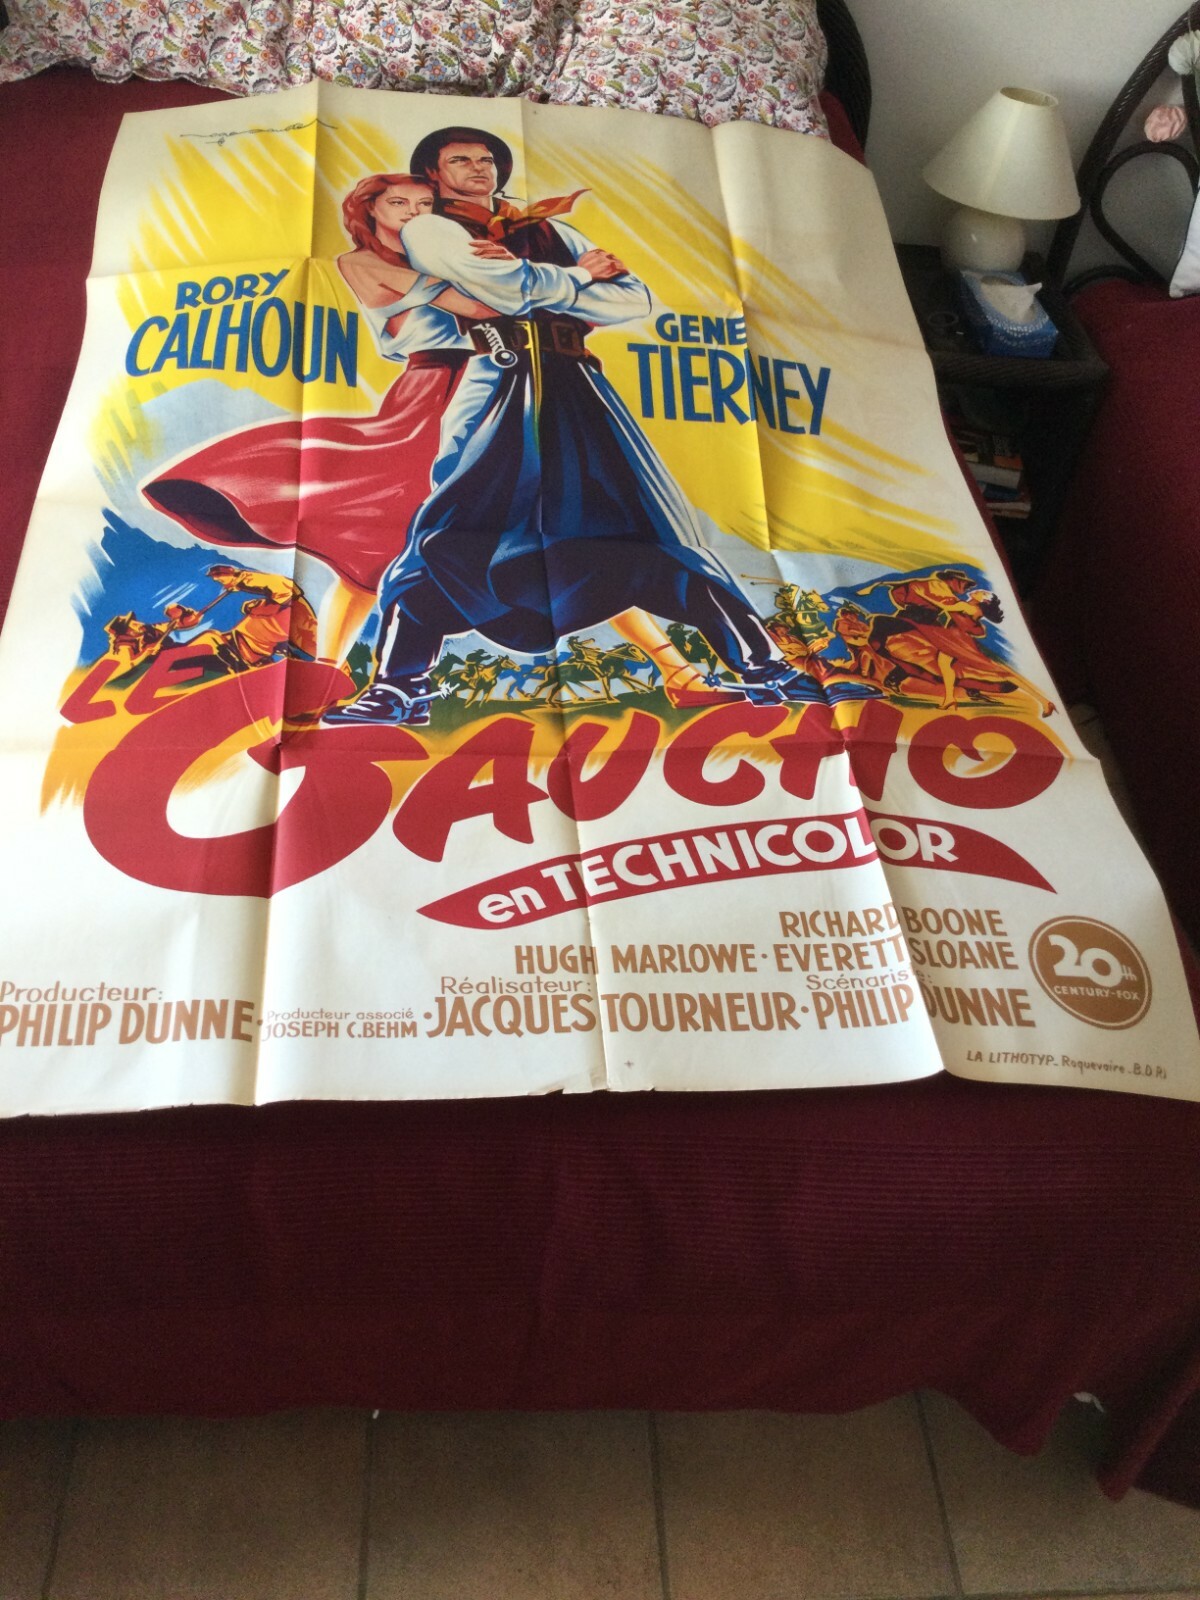 RORY
CALHOUN
GENE
TIERNEY
LE GAUCHO
en TECHNICOLOR
RICHARD BOONE
HUGH MARLOWE · EVERETT SLOANE
Producteur:
PHILIP DUNNE ·
Producteur associé
JOSEPH C. BEHM ·
Réalisateur:
JACQUES TOURNEUR ·
Scénariste:
PHILIP DUNNE
20th
CENTURY-FOX
LA LITHOTYP_ Roquevaire _ B.D.R.